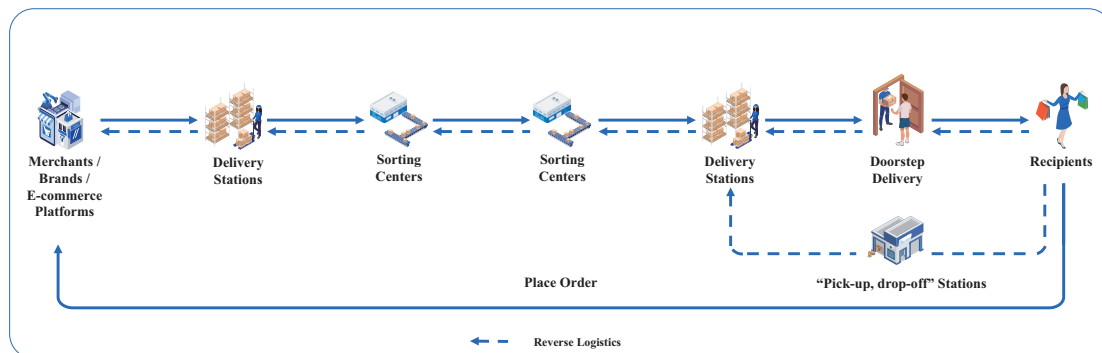 Merchants /
Brands /
E-commerce
Platforms
Delivery
Stations
Sorting
Centers
Sorting
Centers
Delivery
Stations
Doorstep
Delivery
Recipients
Place Order
“Pick-up, drop-off” Stations
Reverse Logistics